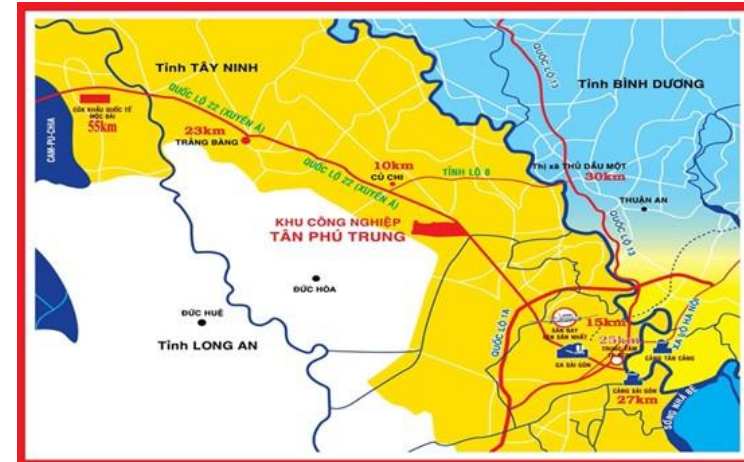 Tỉnh TÂY NINH
QUỐC LỘ 13
Tỉnh BÌNH DƯƠNG
CAM-PU-CHIA
CỬA KHẨU QUỐC TẾ
MỘC BÀI
55km
QUỐC LỘ 22 (XUYÊN Á)
23km
TRẢNG BÀNG
10km
CỦ CHI
QUỐC LỘ 22 (XUYÊN Á)
TỈNH LỘ 8
Thị xã THỦ DẦU MỘT
30km
THUẬN AN
KHU CÔNG NGHIỆP
TÂN PHÚ TRUNG
QUỐC LỘ 13
ĐỨC HÒA
ĐỨC HUỆ
Tỉnh LONG AN
QUỐC LỘ 1A
SÂN BAY
TÂN SƠN NHẤT
15km
XA LỘ HÀ NỘI
25km
TRUNG TÂM
GA SÀI GÒN
CẢNG TÂN CẢNG
CẢNG SÀI GÒN
27km
SÔNG NHÀ BÈ